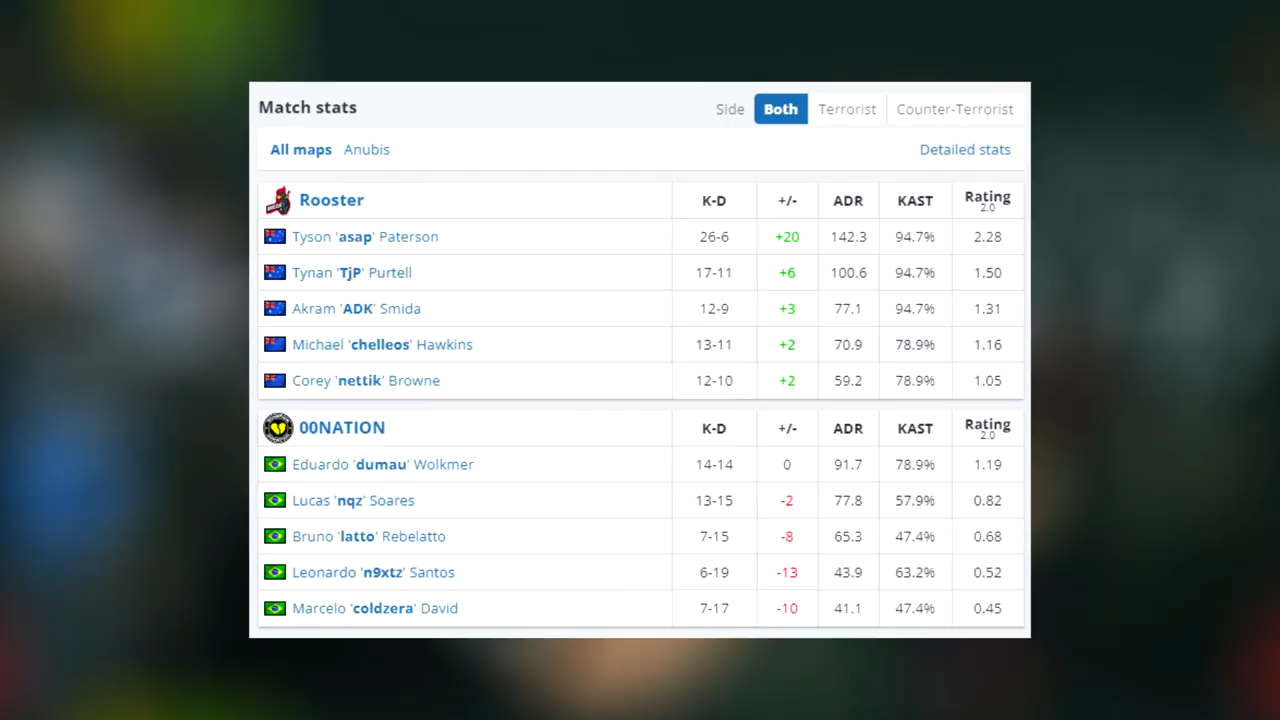 Match stats Side Both Terrorist Counter-Terrorist
All maps Anubis Detailed stats
Rooster K-D +/- ADR KAST Rating 2.0
Tyson 'asap' Paterson 26-6 +20 142.3 94.7% 2.28
Tynan 'TjP' Purtell 17-11 +6 100.6 94.7% 1.50
Akram 'ADK' Smida 12-9 +3 77.1 94.7% 1.31
Michael 'chelleos' Hawkins 13-11 +2 70.9 78.9% 1.16
Corey 'nettik' Browne 12-10 +2 59.2 78.9% 1.05
00NATION K-D +/- ADR KAST Rating 2.0
Eduardo 'dumau' Wolkmer 14-14 0 91.7 78.9% 1.19
Lucas 'nqz' Soares 13-15 -2 77.8 57.9% 0.82
Bruno 'latto' Rebelatto 7-15 -8 65.3 47.4% 0.68
Leonardo 'n9xtz' Santos 6-19 -13 43.9 63.2% 0.52
Marcelo 'coldzera' David 7-17 -10 41.1 47.4% 0.45